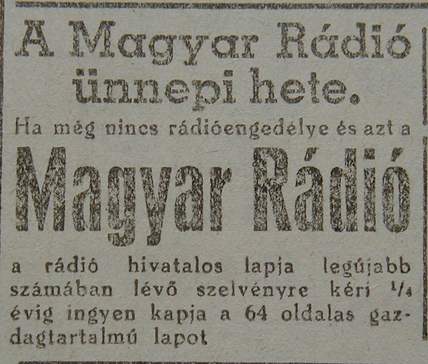 A Magyar Rádió
ünnepi hete.
Ha még nincs rádióengedélye és azt a
Magyar Rádió
a rádió hivatalos lapja legújabb
számában lévő szelvényre kéri ¼
évig ingyen kapja a 64 oldalas gaz-
dagtartalmú lapot